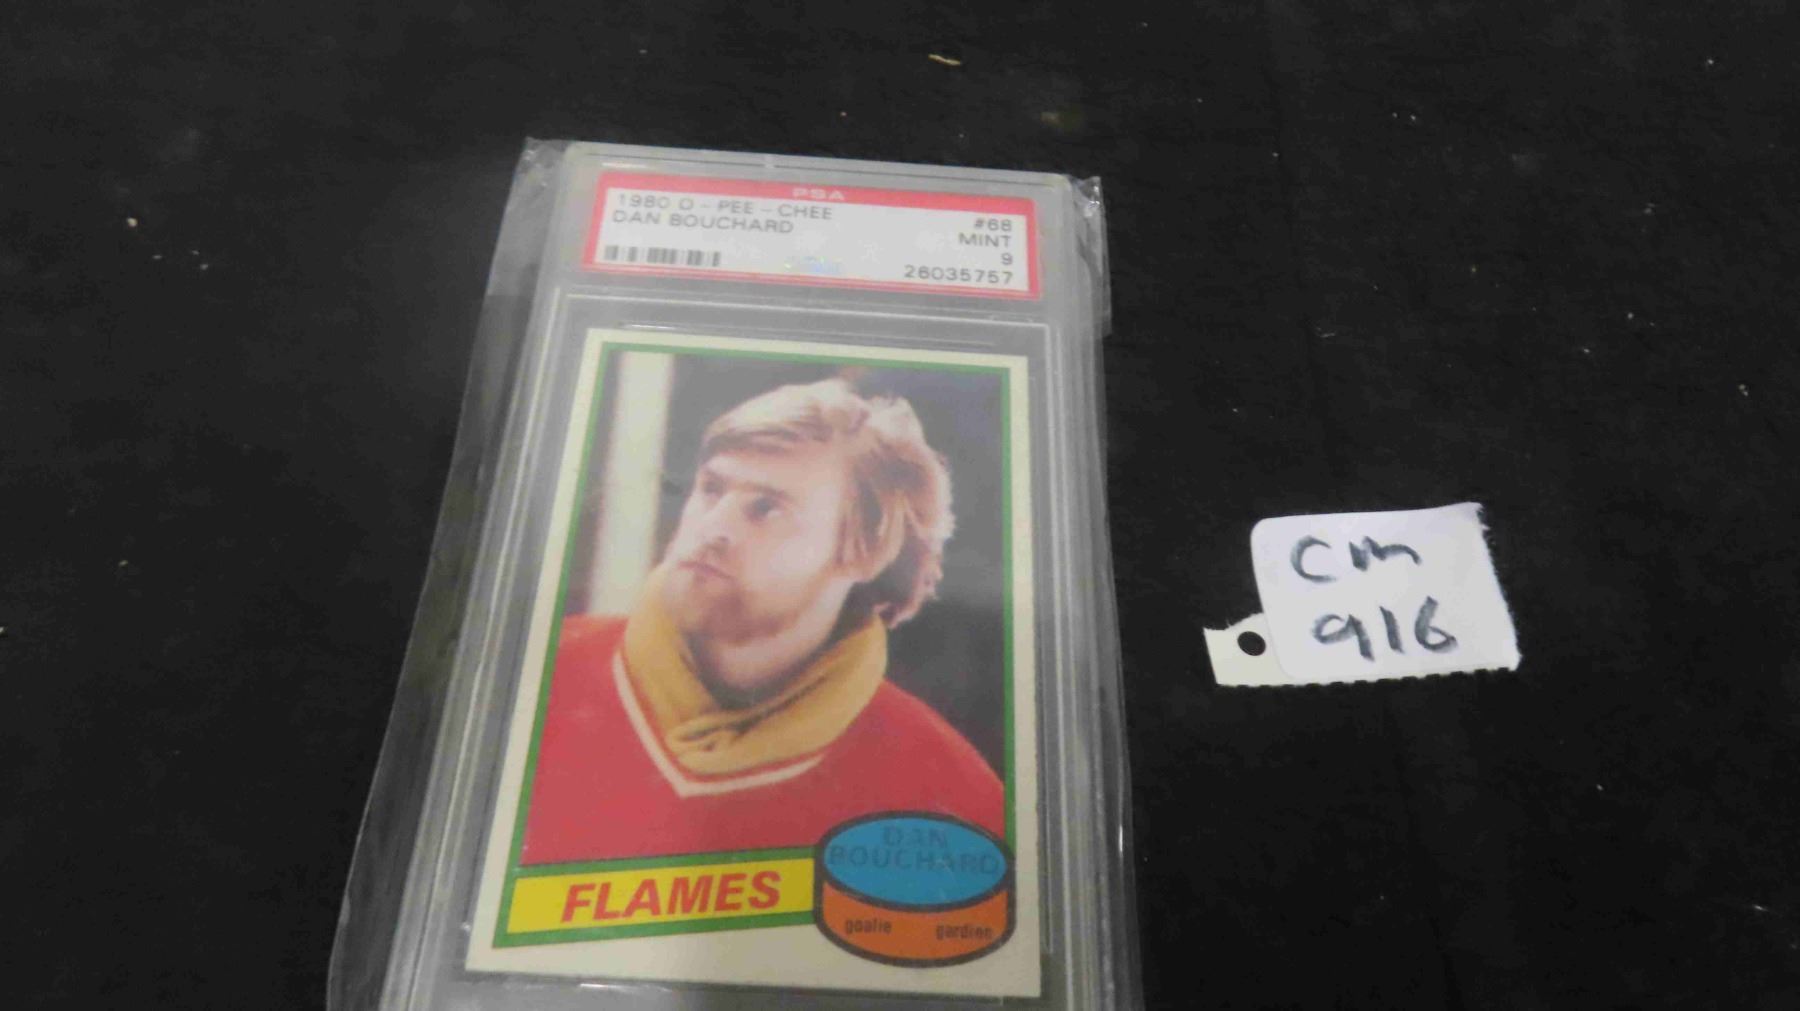 PSA
1980 O - PEE - CHEE
#68
DAN BOUCHARD
MINT
9
26035757
CM
916
DAN
BOUCHARD
FLAMES
goalie gardien